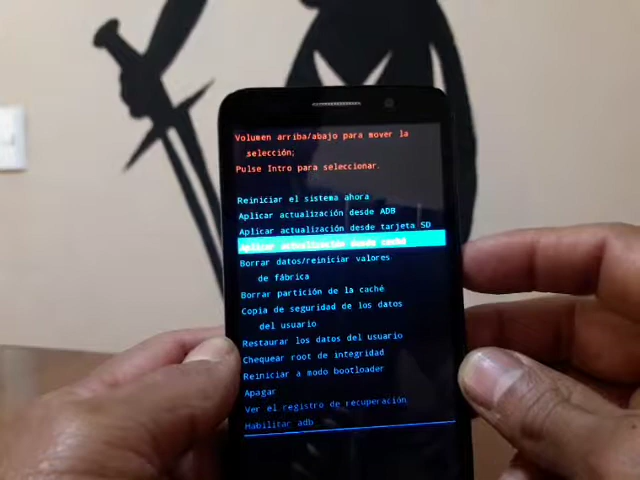 Volumen arriba/abajo para mover la
selección;
Pulse Intro para seleccionar.
Reiniciar el sistema ahora
Aplicar actualización desde ADB
Aplicar actualización desde tarjeta SD
Aplicar actualización desde caché
Borrar datos/reiniciar valores
de fábrica
Borrar partición de la caché
Copia de seguridad de los datos
del usuario
Restaurar los datos del usuario
Chequear root de integridad
Reiniciar a modo bootloader
Apagar
Ver el registro de recuperación
Habilitar adb